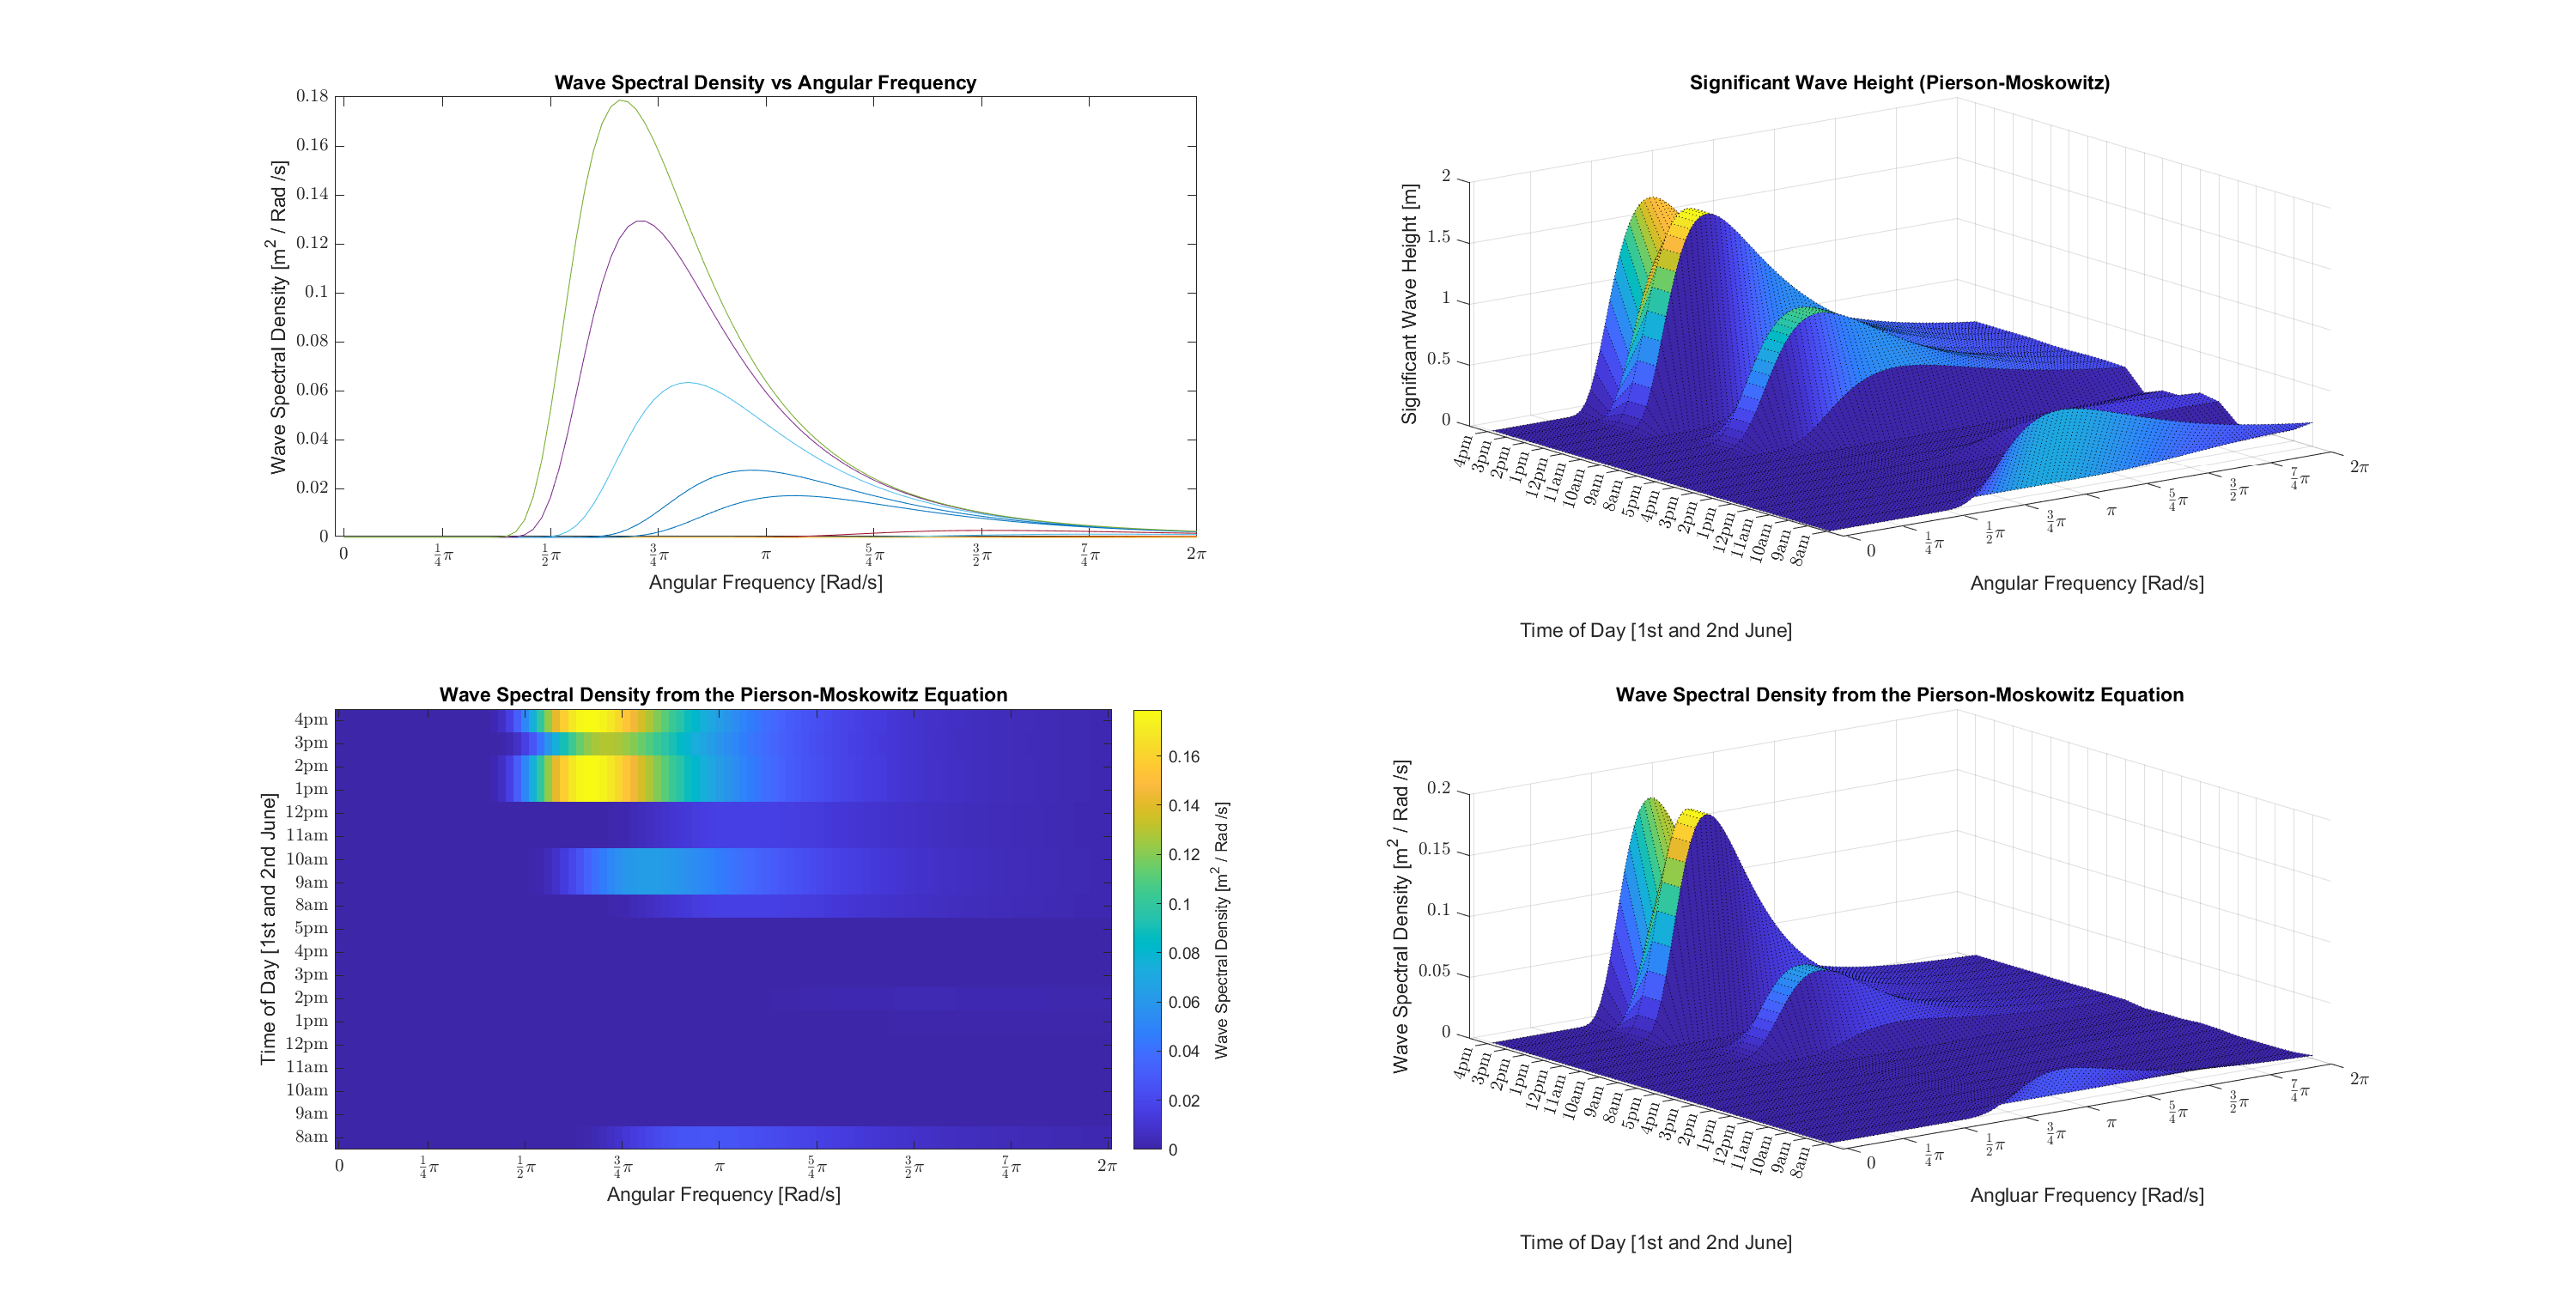 Wave Spectral Density vs Angular Frequency
Wave Spectral Density [m² / Rad /s]
0.18
0.16
0.14
0.12
0.1
0.08
0.06
0.04
0.02
0
0 1/4π 1/2π 3/4π π 5/4π 3/2π 7/4π 2π
Angular Frequency [Rad/s]
Significant Wave Height (Pierson-Moskowitz)
Significant Wave Height [m]
2
1.5
1
0.5
0
4pm 3pm 2pm 1pm 12pm 11am 10am 9am 8am 5pm 4pm 3pm 2pm 1pm 12pm 11am 10am 9am 8am
0 1/4π 1/2π 3/4π π 5/4π 3/2π 7/4π 2π
Angular Frequency [Rad/s]
Time of Day [1st and 2nd June]
Wave Spectral Density from the Pierson-Moskowitz Equation
Time of Day [1st and 2nd June]
4pm
3pm
2pm
1pm
12pm
11am
10am
9am
8am
5pm
4pm
3pm
2pm
1pm
12pm
11am
10am
9am
8am
0 1/4π 1/2π 3/4π π 5/4π 3/2π 7/4π 2π
Angular Frequency [Rad/s]
0.16
0.14
0.12
0.1
0.08
0.06
0.04
0.02
0
Wave Spectral Density [m² / Rad /s]
Wave Spectral Density from the Pierson-Moskowitz Equation
Wave Spectral Density [m² / Rad /s]
0.2
0.15
0.1
0.05
0
4pm 3pm 2pm 1pm 12pm 11am 10am 9am 8am 5pm 4pm 3pm 2pm 1pm 12pm 11am 10am 9am 8am
0 1/4π 1/2π 3/4π π 5/4π 3/2π 7/4π 2π
Angluar Frequency [Rad/s]
Time of Day [1st and 2nd June]